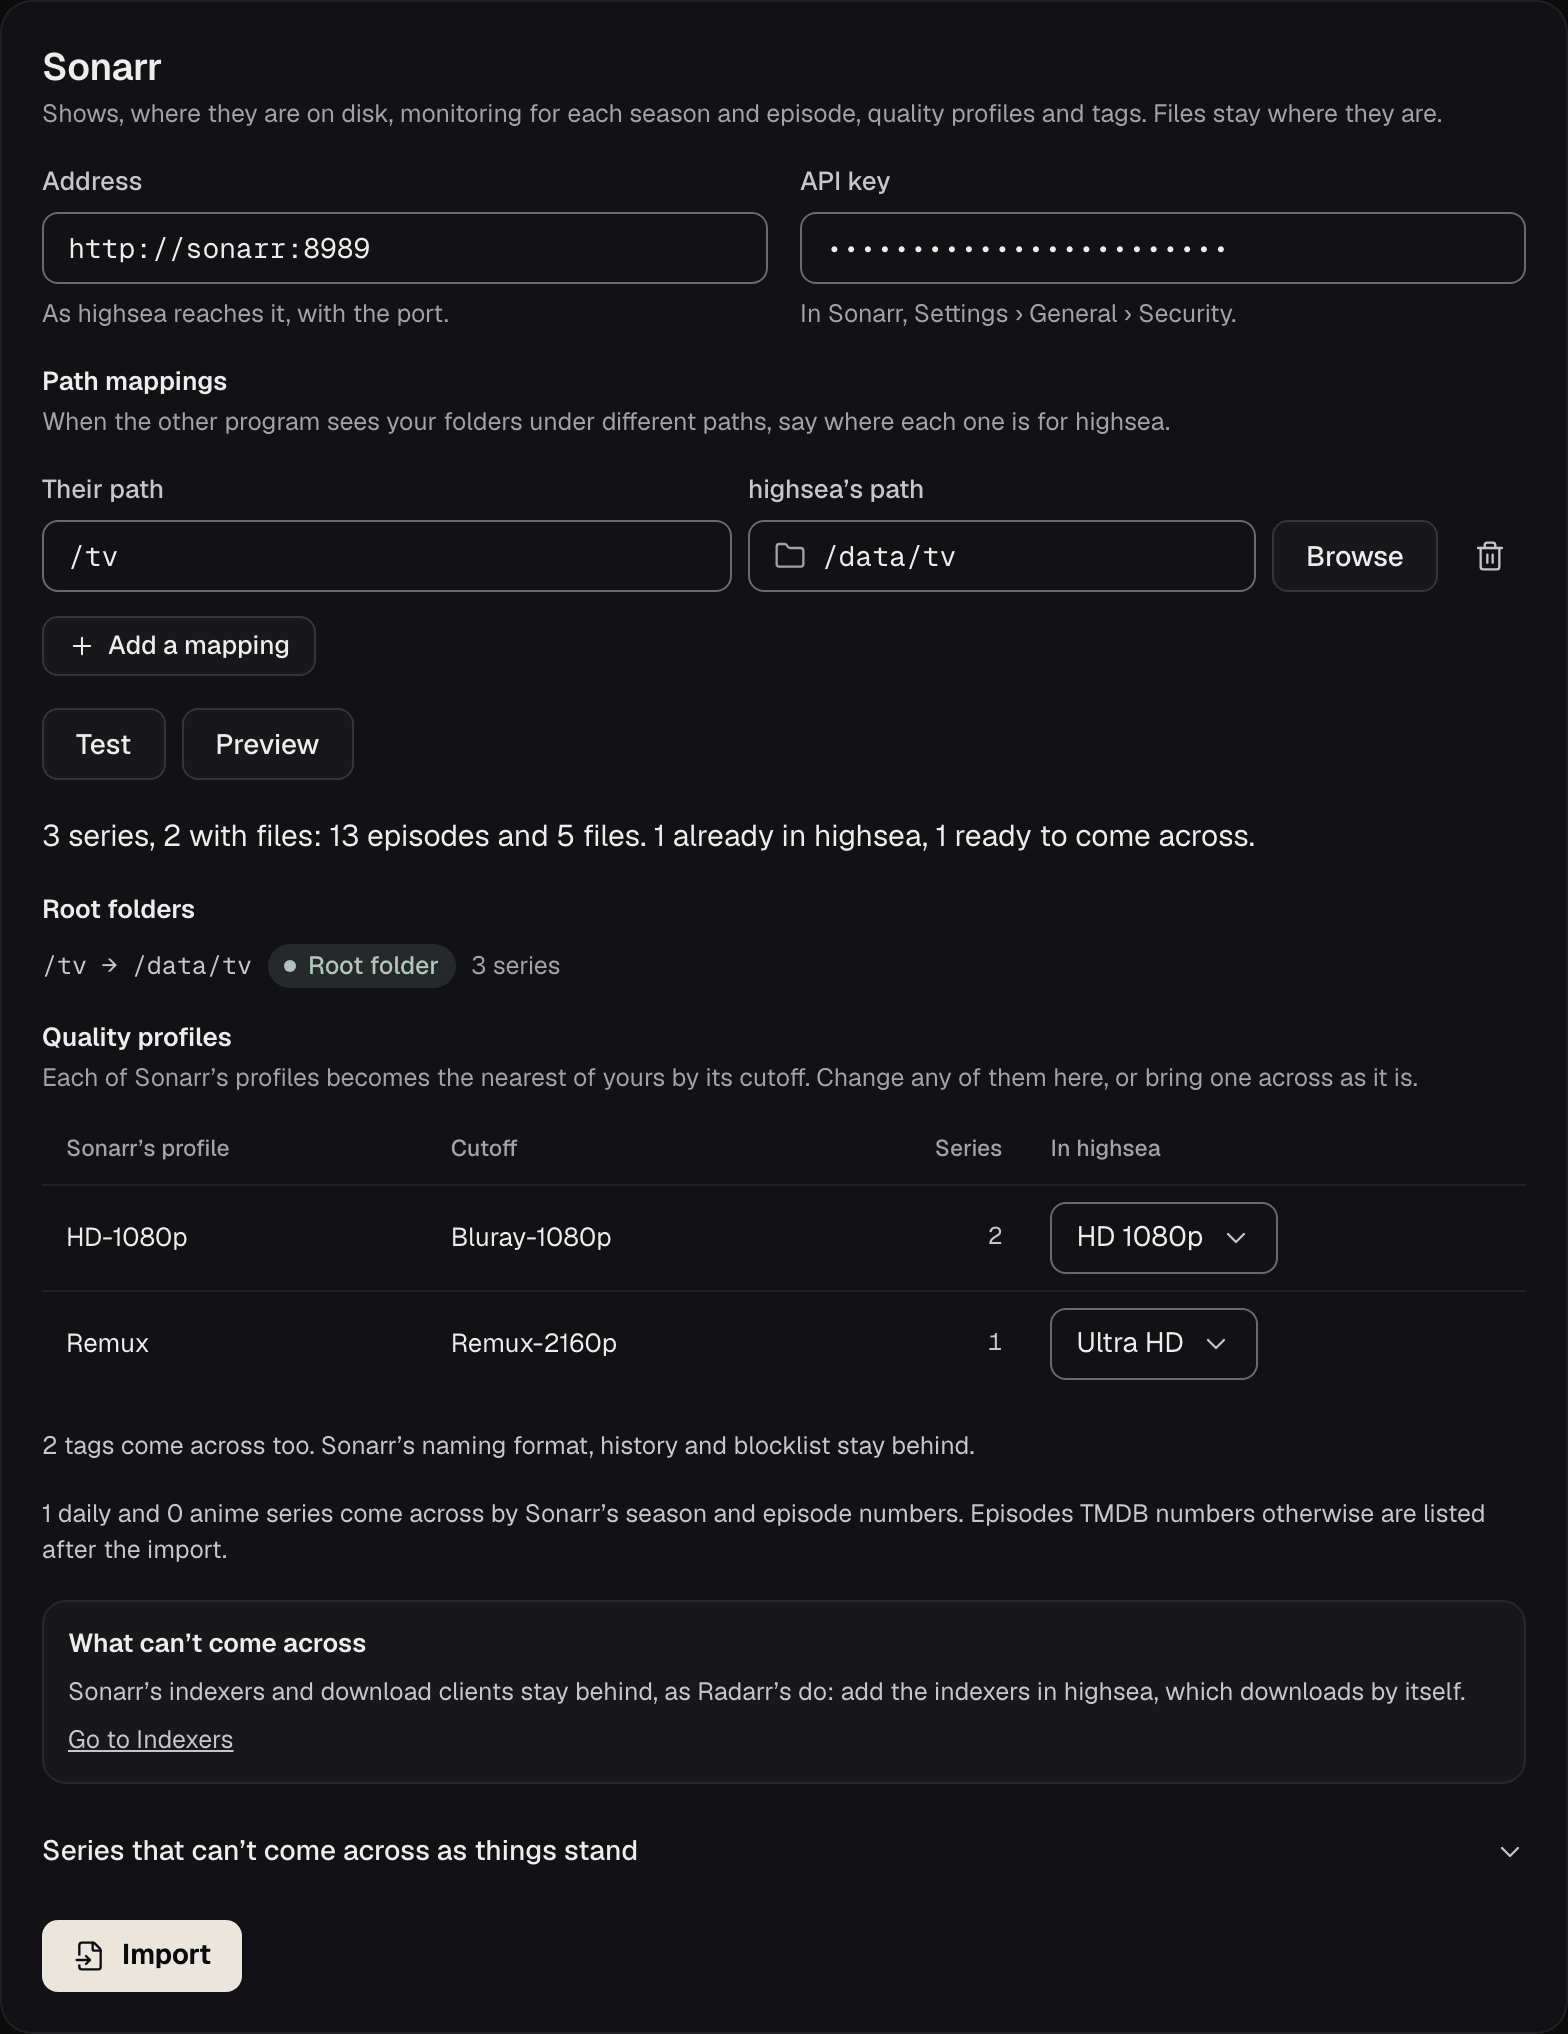 Sonarr
Shows, where they are on disk, monitoring for each season and episode, quality profiles and tags. Files stay where they are.
Address
API key
http://sonarr:8989
••••••••••••••••••••••••
As highsea reaches it, with the port.
In Sonarr, Settings › General › Security.
Path mappings
When the other program sees your folders under different paths, say where each one is for highsea.
Their path
highsea’s path
/tv
/data/tv
Browse
Add a mapping
Test
Preview
3 series, 2 with files: 13 episodes and 5 files. 1 already in highsea, 1 ready to come across.
Root folders
/tv → /data/tv
Root folder
3 series
Quality profiles
Each of Sonarr’s profiles becomes the nearest of yours by its cutoff. Change any of them here, or bring one across as it is.
Sonarr’s profile
Cutoff
Series
In highsea
HD-1080p
Bluray-1080p
2
HD 1080p
Remux
Remux-2160p
1
Ultra HD
2 tags come across too. Sonarr’s naming format, history and blocklist stay behind.
1 daily and 0 anime series come across by Sonarr’s season and episode numbers. Episodes TMDB numbers otherwise are listed
after the import.
What can’t come across
Sonarr’s indexers and download clients stay behind, as Radarr’s do: add the indexers in highsea, which downloads by itself.
Go to Indexers
Series that can’t come across as things stand
Import